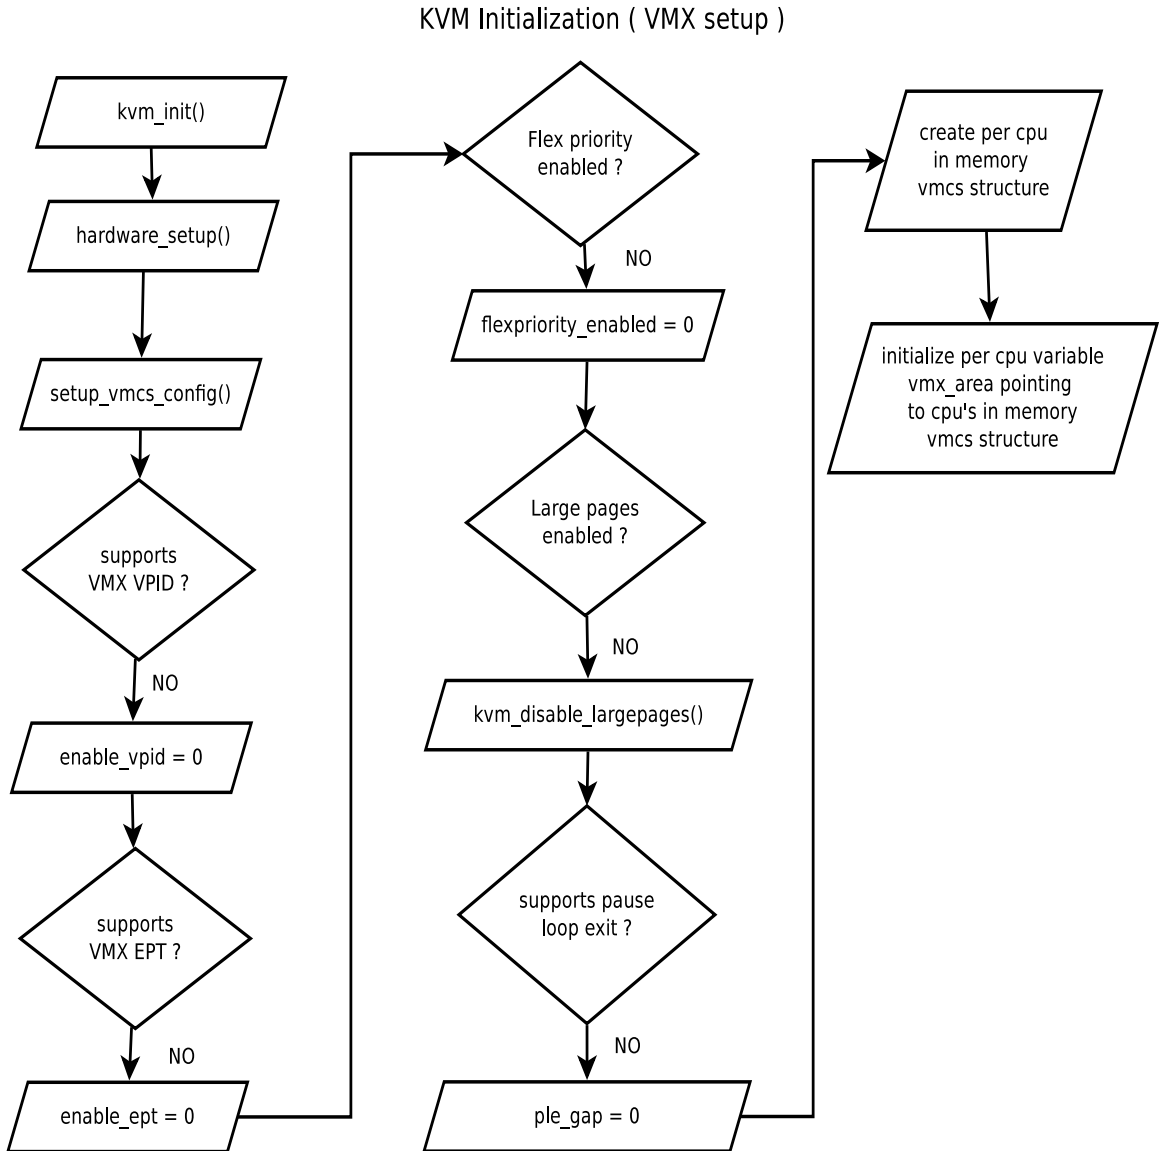 KVM Initialization ( VMX setup )
kvm_init()
hardware_setup()
setup_vmcs_config()
supports
VMX VPID ?
NO
enable_vpid = 0
supports
VMX EPT ?
NO
enable_ept = 0
Flex priority
enabled ?
NO
flexpriority_enabled = 0
Large pages
enabled ?
NO
kvm_disable_largepages()
supports pause
loop exit ?
NO
ple_gap = 0
create per cpu
in memory
vmcs structure
initialize per cpu variable
vmx_area pointing
to cpu's in memory
vmcs structure